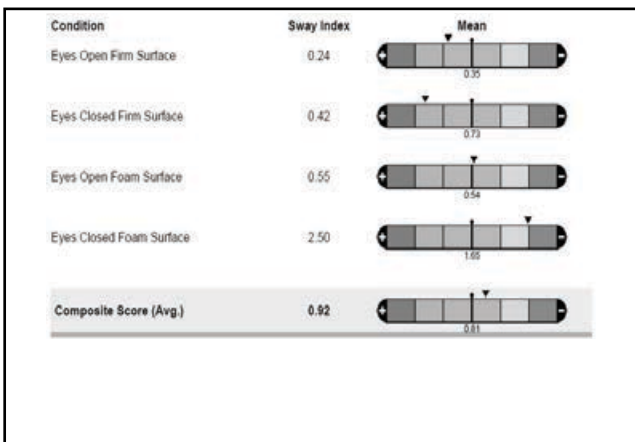 Condition Sway Index Mean
Eyes Open Firm Surface 0.24
0.35
Eyes Closed Firm Surface 0.42
0.73
Eyes Open Foam Surface 0.55
0.54
Eyes Closed Foam Surface 2.50
1.65
Composite Score (Avg.) 0.92
0.81